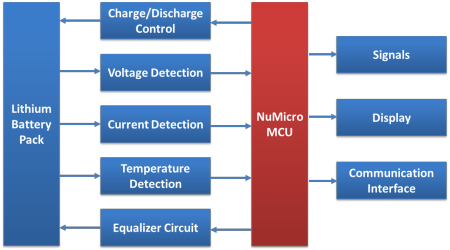 Charge/Discharge
Control
Voltage Detection
Lithium
Battery
Pack
Current Detection
Temperature
Detection
Equalizer Circuit
NuMicro
MCU
Signals
Display
Communication
Interface